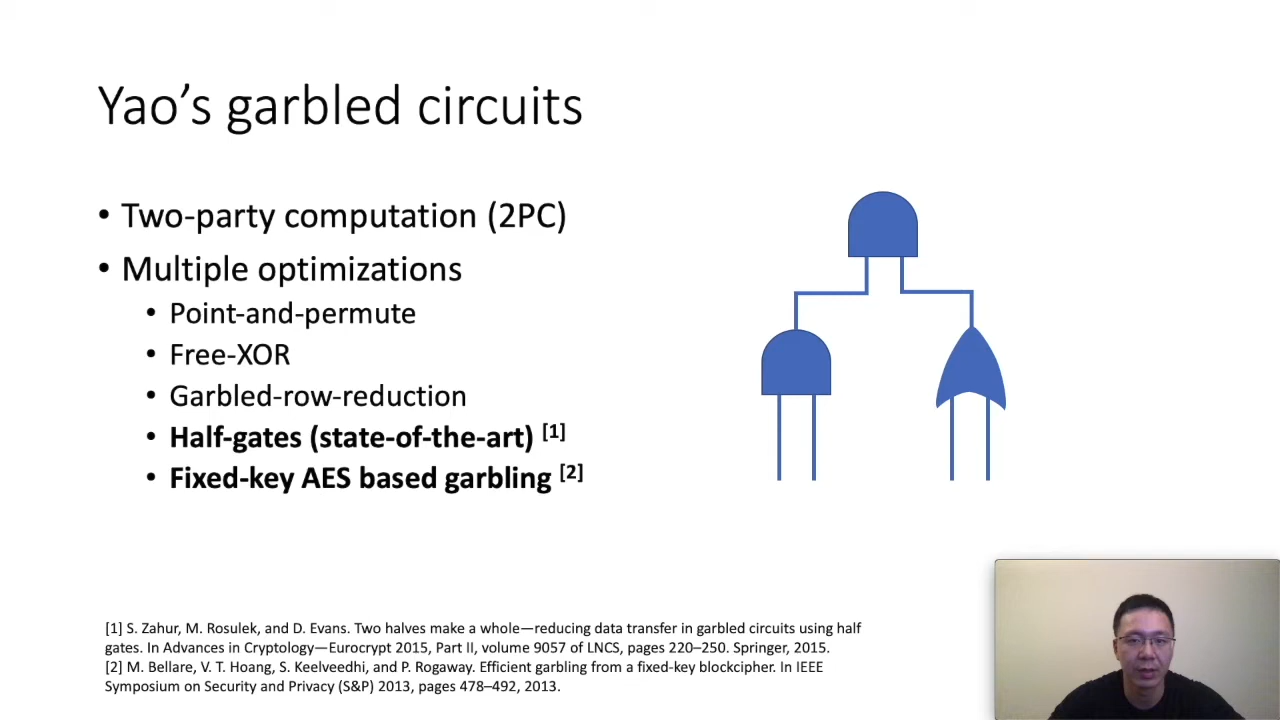 Yao’s garbled circuits
• Two-party computation (2PC)
• Multiple optimizations
• Point-and-permute
• Free-XOR
• Garbled-row-reduction
• Half-gates (state-of-the-art) [1]
• Fixed-key AES based garbling [2]
[1] S. Zahur, M. Rosulek, and D. Evans. Two halves make a whole—reducing data transfer in garbled circuits using half
gates. In Advances in Cryptology—Eurocrypt 2015, Part II, volume 9057 of LNCS, pages 220–250. Springer, 2015.
[2] M. Bellare, V. T. Hoang, S. Keelveedhi, and P. Rogaway. Efficient garbling from a fixed-key blockcipher. In IEEE
Symposium on Security and Privacy (S&P) 2013, pages 478–492, 2013.